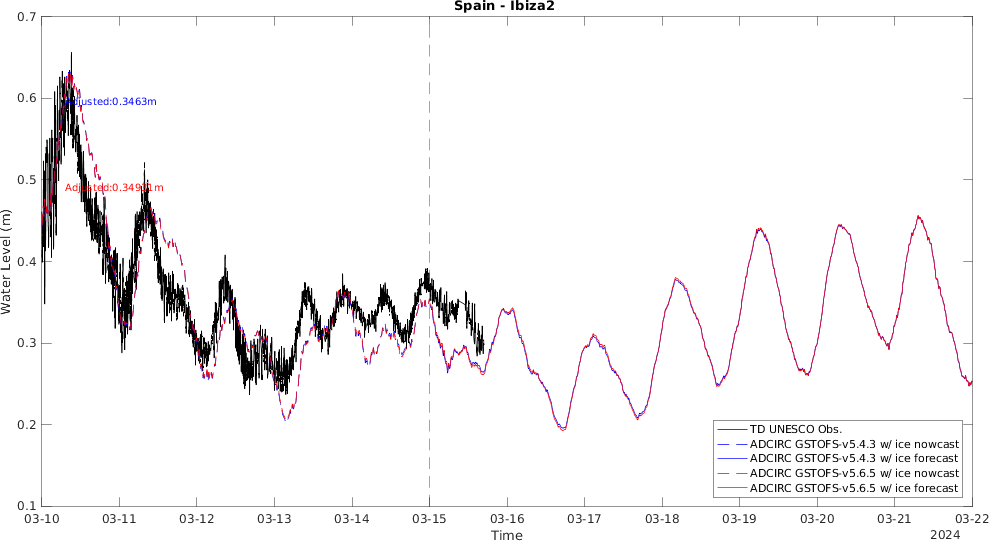 Spain - Ibiza2
0.7
0.6
0.5
0.4
0.3
0.2
0.1
Water Level (m)
Adjusted:0.3463m
Adjusted:0.34931m
TD UNESCO Obs.
ADCIRC GSTOFS-v5.4.3 w/ ice nowcast
ADCIRC GSTOFS-v5.4.3 w/ ice forecast
ADCIRC GSTOFS-v5.6.5 w/ ice nowcast
ADCIRC GSTOFS-v5.6.5 w/ ice forecast
03-10 03-11 03-12 03-13 03-14 03-15 03-16 03-17 03-18 03-19 03-20 03-21 03-22
Time
2024